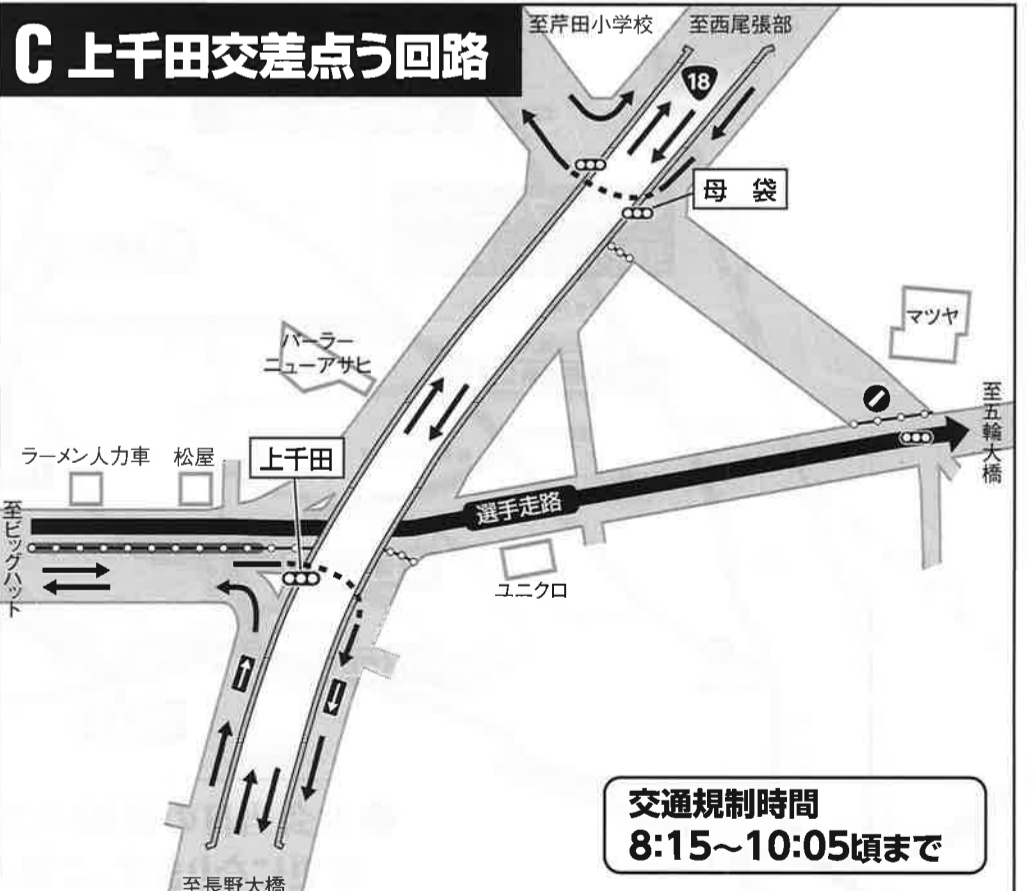 C 上千田交差点う回路
至芹田小学校
至西尾張部
18
母 袋
マツヤ
パーラー
ニューアサヒ
至五輪大橋
ラーメン人力車
松屋
上千田
選手走路
至ビッグハット
ユニクロ
交通規制時間
8:15～10:05頃まで
至長野大橋